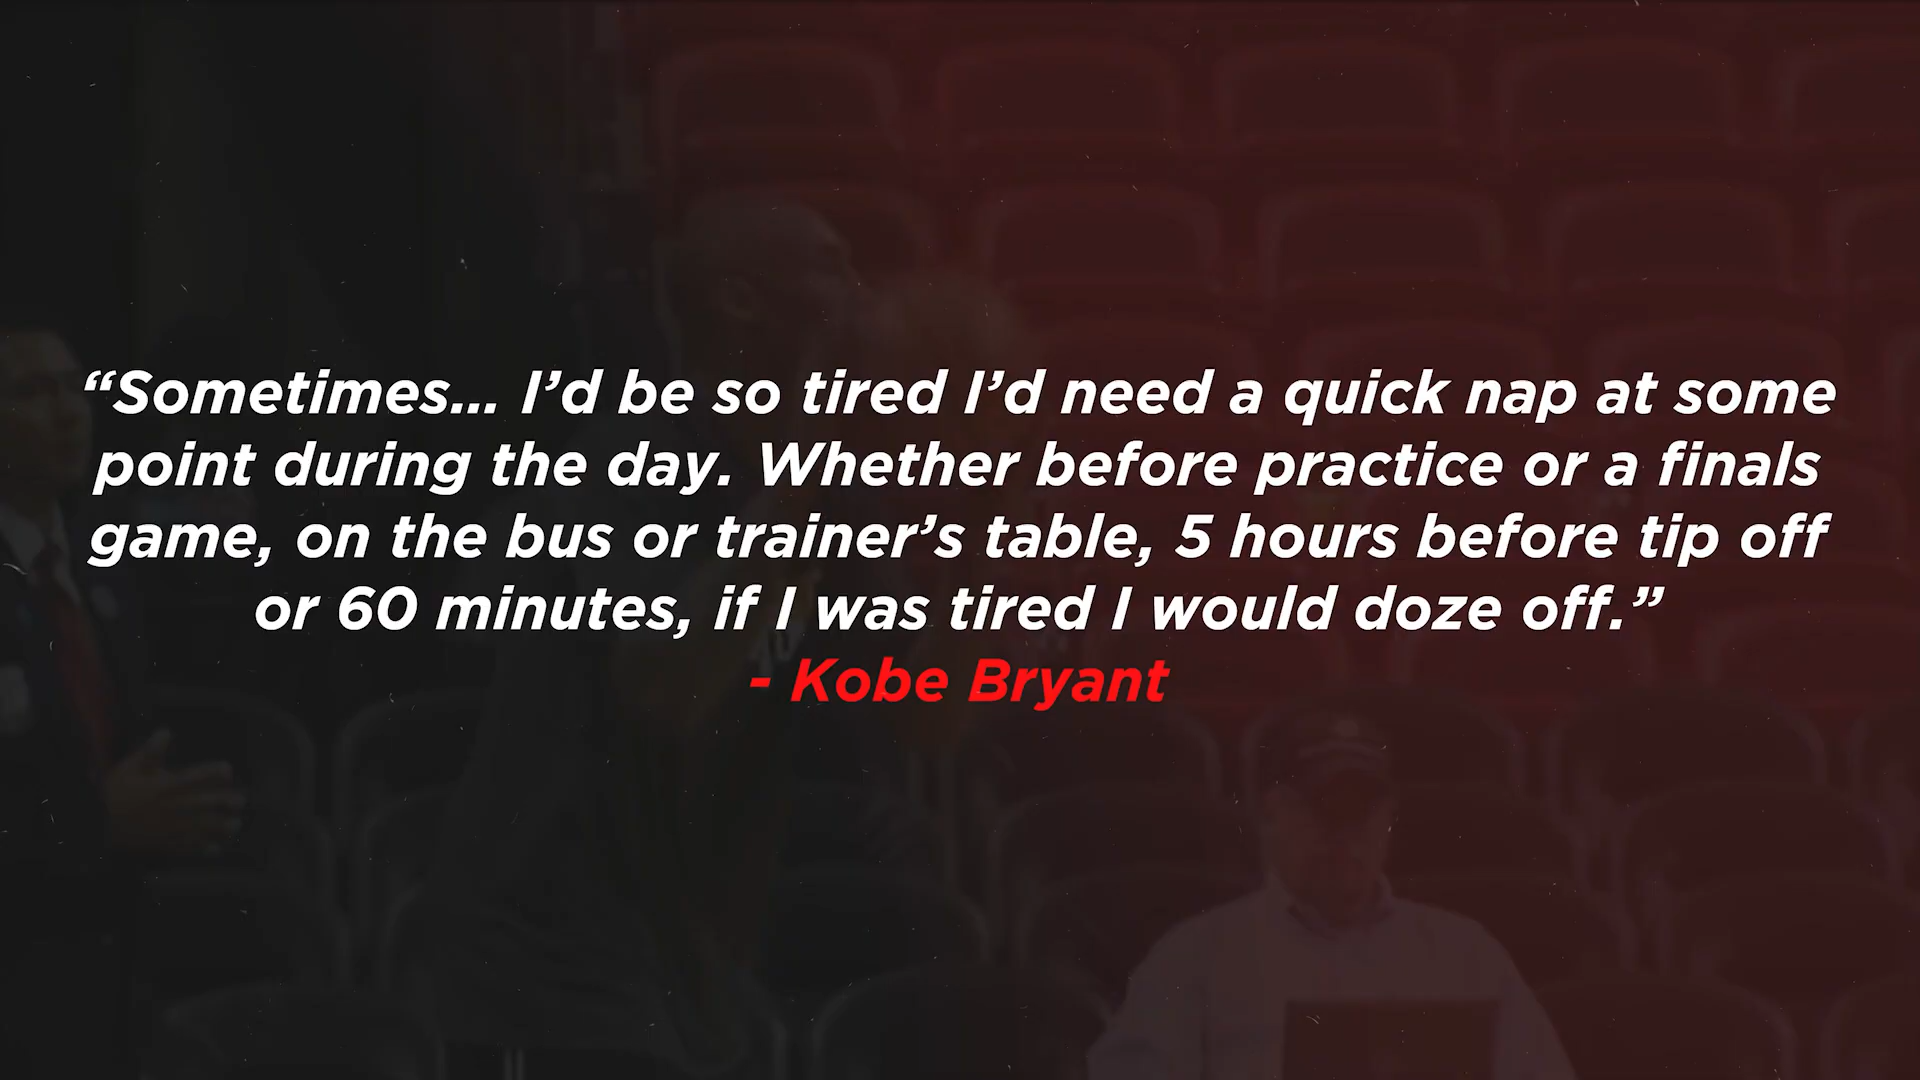 “Sometimes... I’d be so tired I’d need a quick nap at some
point during the day. Whether before practice or a finals
game, on the bus or trainer’s table, 5 hours before tip off
or 60 minutes, if I was tired I would doze off.”
- Kobe Bryant